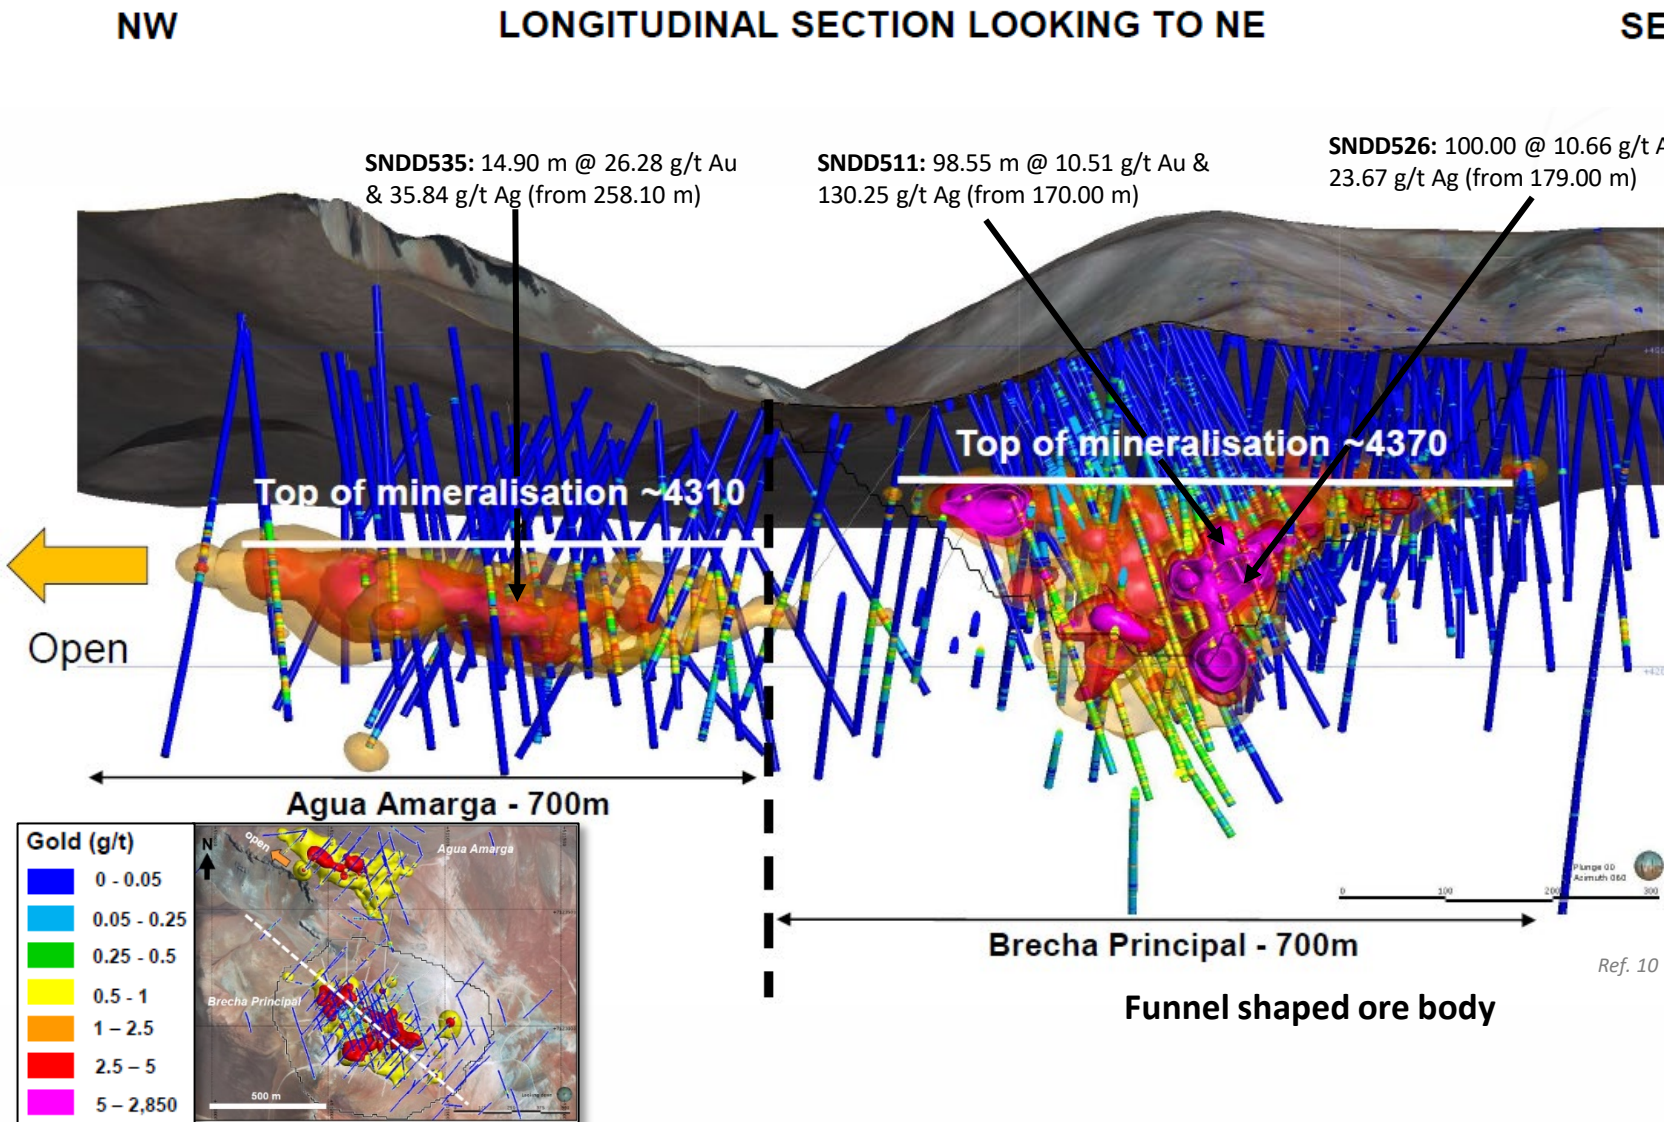 NW
LONGITUDINAL SECTION LOOKING TO NE
SE
SNDD535: 14.90 m @ 26.28 g/t Au
& 35.84 g/t Ag (from 258.10 m)
SNDD511: 98.55 m @ 10.51 g/t Au &
130.25 g/t Ag (from 170.00 m)
SNDD526: 100.00 @ 10.66 g/t A
23.67 g/t Ag (from 179.00 m)
Top of mineralisation ~4370
Top of mineralisation ~4310
Open
Agua Amarga - 700m
Plunge 00
Azimuth 060
0 100 200 300
Brecha Principal - 700m
Ref. 10
Funnel shaped ore body
Gold (g/t)
0 - 0.05
0.05 - 0.25
0.25 - 0.5
0.5 - 1
1 – 2.5
2.5 – 5
5 – 2,850
N
open
Agua Amarga
Brecha Principal
500 m